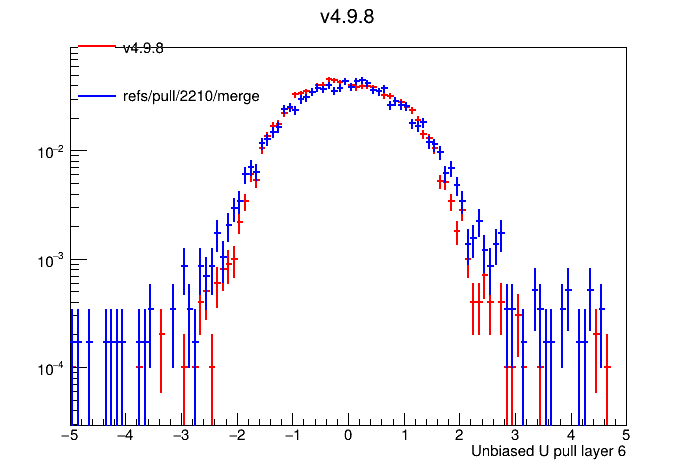 v4.9.8
v4.9.8
refs/pull/2210/merge
10⁻²
10⁻³
10⁻⁴
−5 −4 −3 −2 −1 0 1 2 3 4 5
Unbiased U pull layer 6